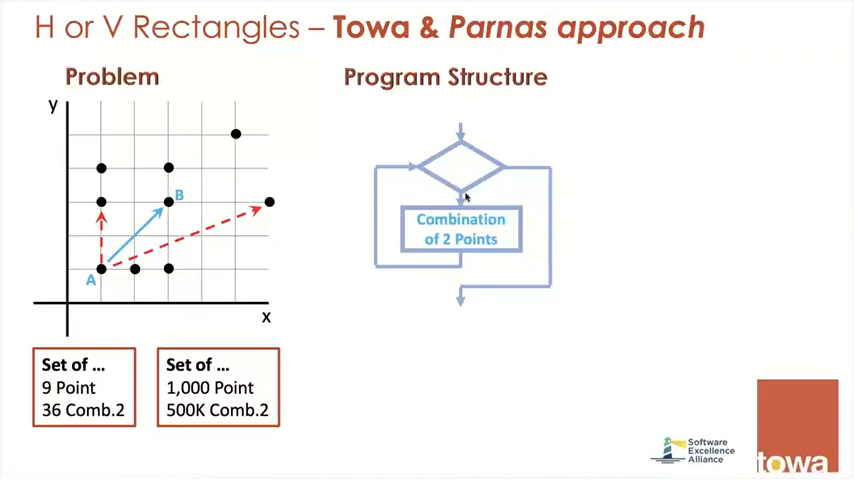 H or V Rectangles – Towa & Parnas approach
Problem
Program Structure
y
B
A
x
Combination
of 2 Points
Set of ...
9 Point
36 Comb.2
Set of ...
1,000 Point
500K Comb.2
Software
Excellence
Alliance
towa